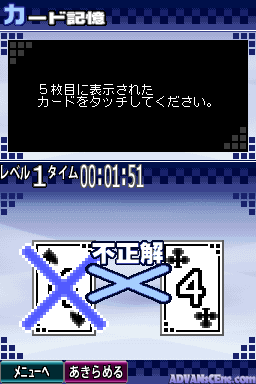 カード記憶
5枚目に表示された
カードをタッチしてください。
レベル1タイム00:01:51
不正解
4
メニューへ あきらめる
ADVANsCEne.com